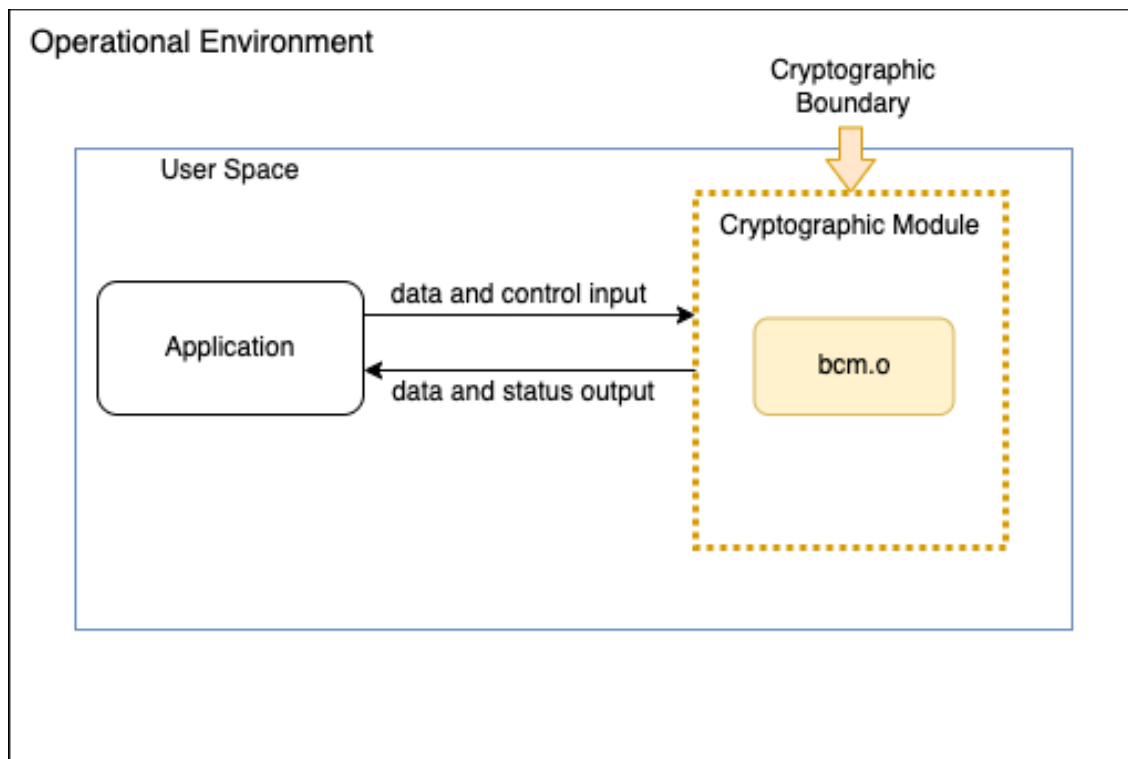 Operational Environment
Cryptographic
Boundary
User Space
Cryptographic Module
data and control input
Application
bcm.o
data and status output